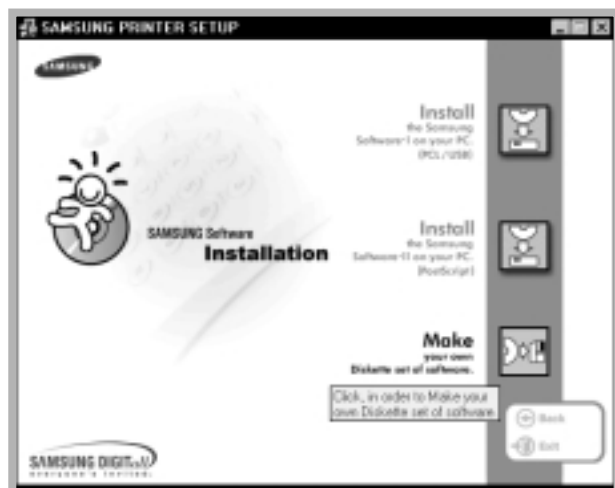 SAMSUNG PRINTER SETUP
SAMSUNG
Install
the Samsung
Software-I on your PC.
(PCL/USB)
SAMSUNG Software
Installation
Install
the Samsung
Software-II on your PC.
(PostScript)
Make
your own
Diskette set of software.
Click, in order to Make your
own Diskette set of software
Back
Exit
SAMSUNG DIGITall
everyone's invited.